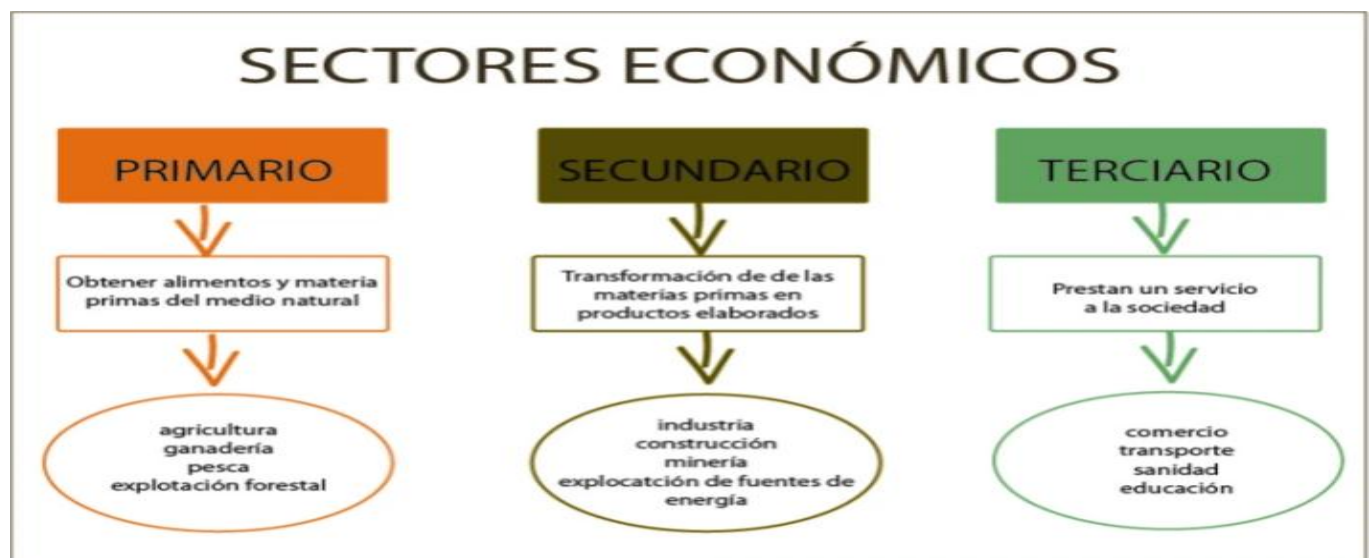 SECTORES ECONÓMICOS
PRIMARIO
Obtener alimentos y materia
primas del medio natural
agricultura
ganadería
pesca
explotación forestal
SECUNDARIO
Transformación de de las
materias primas en
productos elaborados
industria
construcción
minería
explocatción de fuentes de
energía
TERCIARIO
Prestan un servicio
a la sociedad
comercio
transporte
sanidad
educación